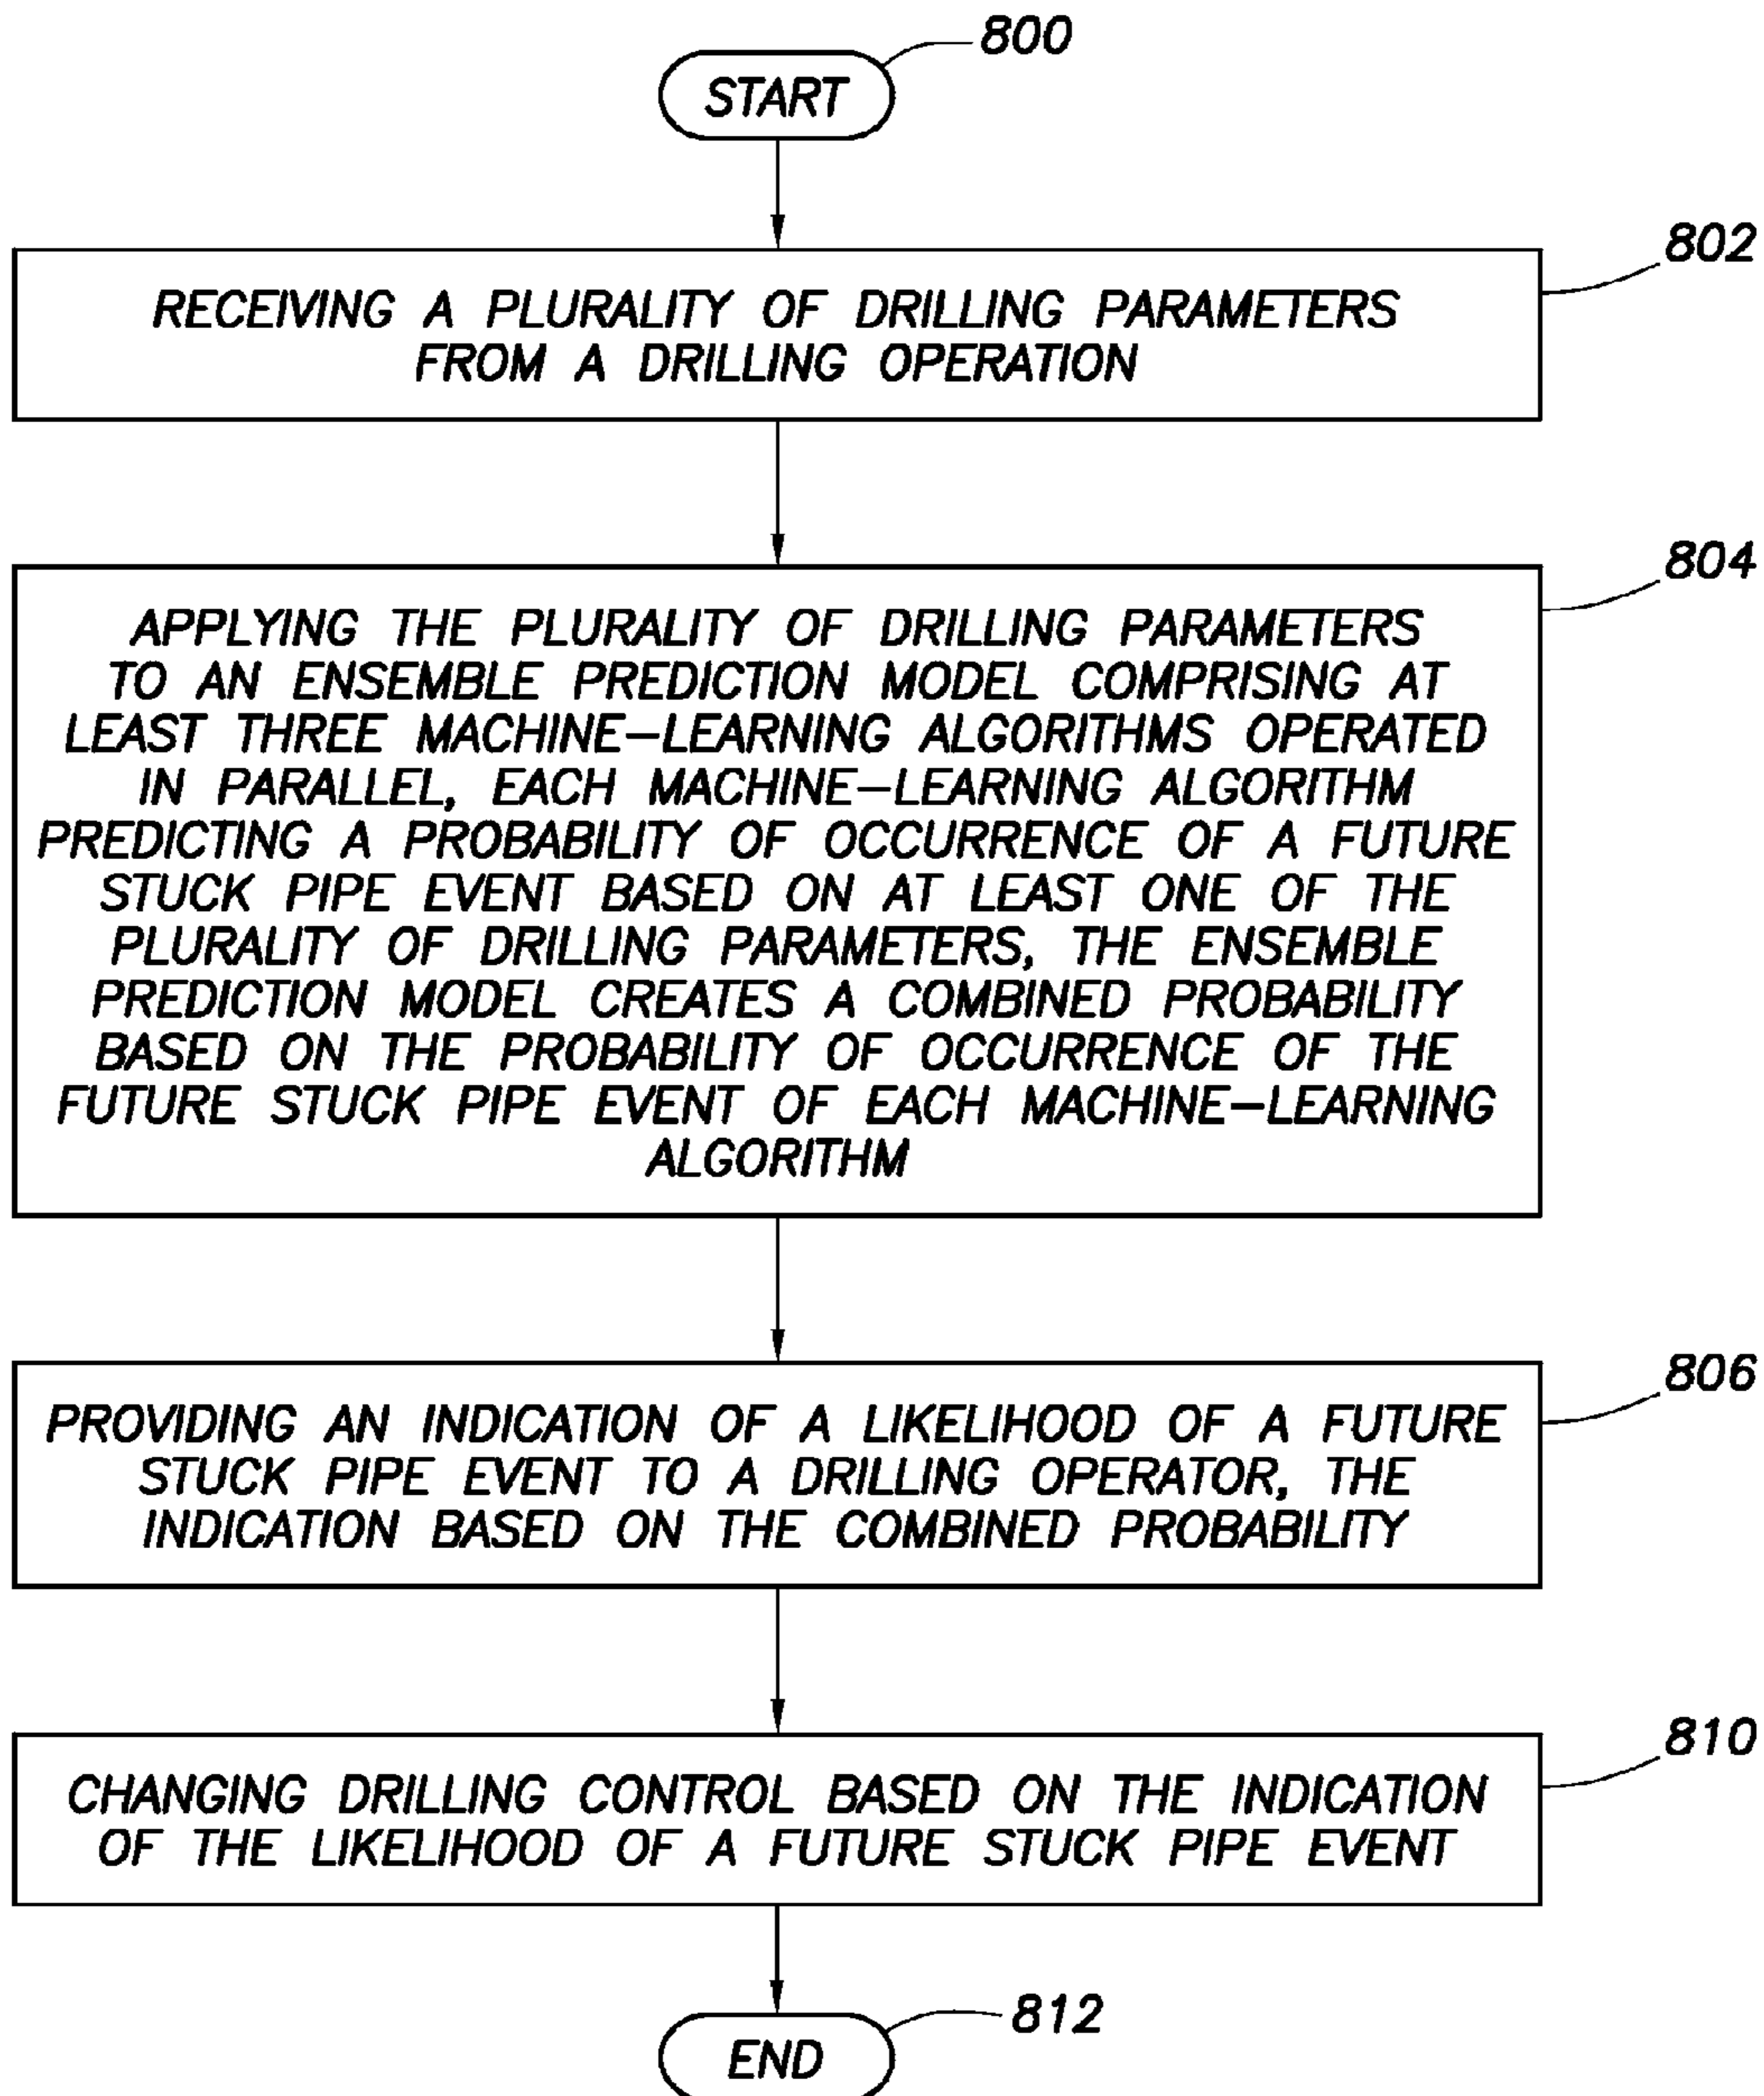 800
START
802
RECEIVING A PLURALITY OF DRILLING PARAMETERS
FROM A DRILLING OPERATION
804
APPLYING THE PLURALITY OF DRILLING PARAMETERS
TO AN ENSEMBLE PREDICTION MODEL COMPRISING AT
LEAST THREE MACHINE-LEARNING ALGORITHMS OPERATED
IN PARALLEL, EACH MACHINE-LEARNING ALGORITHM
PREDICTING A PROBABILITY OF OCCURRENCE OF A FUTURE
STUCK PIPE EVENT BASED ON AT LEAST ONE OF THE
PLURALITY OF DRILLING PARAMETERS, THE ENSEMBLE
PREDICTION MODEL CREATES A COMBINED PROBABILITY
BASED ON THE PROBABILITY OF OCCURRENCE OF THE
FUTURE STUCK PIPE EVENT OF EACH MACHINE-LEARNING
ALGORITHM
806
PROVIDING AN INDICATION OF A LIKELIHOOD OF A FUTURE
STUCK PIPE EVENT TO A DRILLING OPERATOR, THE
INDICATION BASED ON THE COMBINED PROBABILITY
810
CHANGING DRILLING CONTROL BASED ON THE INDICATION
OF THE LIKELIHOOD OF A FUTURE STUCK PIPE EVENT
812
END